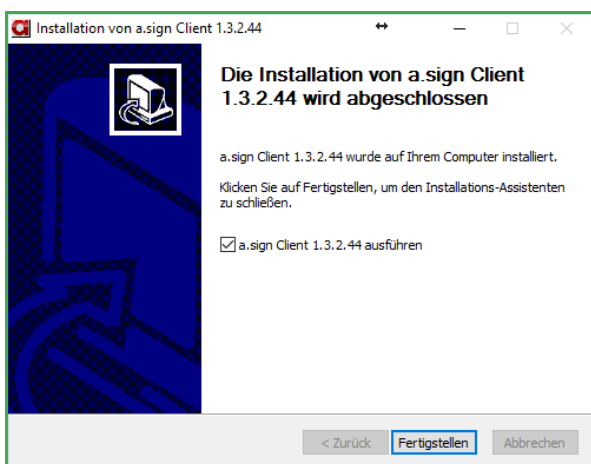 Installation von a.sign Client 1.3.2.44
Die Installation von a.sign Client
1.3.2.44 wird abgeschlossen
a.sign Client 1.3.2.44 wurde auf Ihrem Computer installiert.
Klicken Sie auf Fertigstellen, um den Installations-Assistenten
zu schließen.
a.sign Client 1.3.2.44 ausführen
< Zurück Fertigstellen Abbrechen